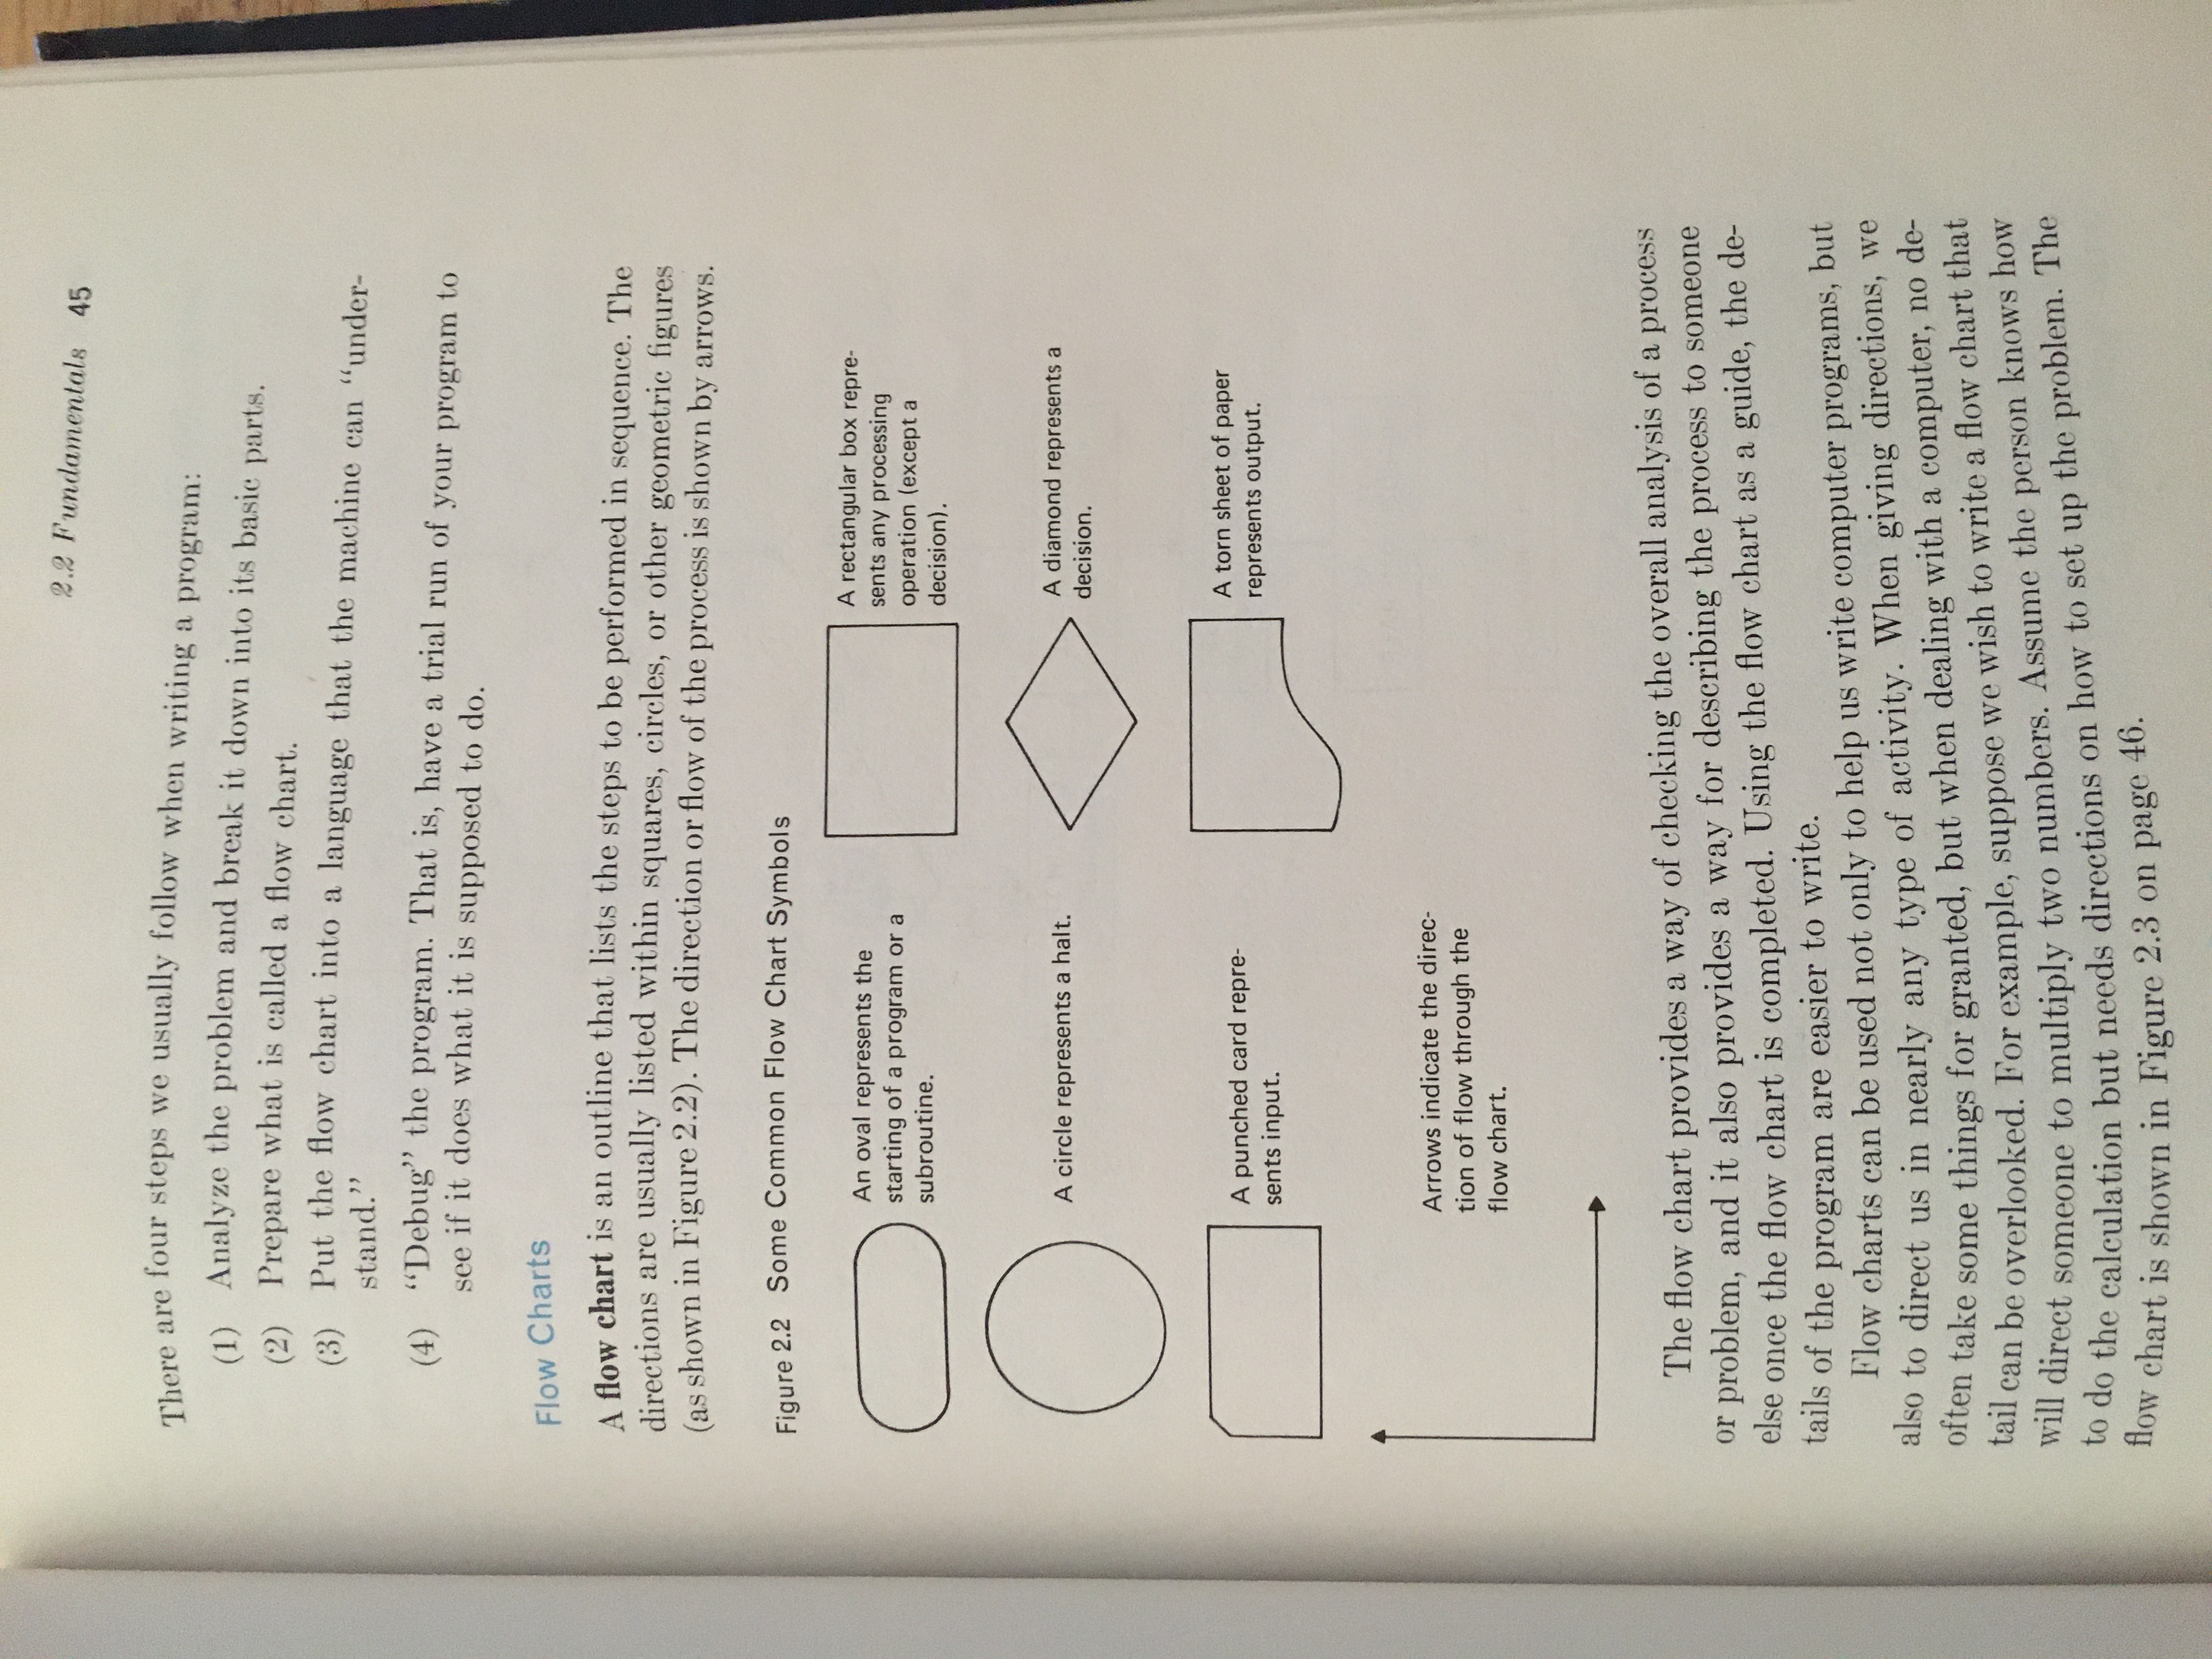 2.2 Fundamentals 45
There are four steps we usually follow when writing a program:
(1) Analyze the problem and break it down into its basic parts.
(2) Prepare what is called a flow chart.
(3) Put the flow chart into a language that the machine can “under-
stand.”
(4) “Debug” the program. That is, have a trial run of your program to
see if it does what it is supposed to do.
Flow Charts
A flow chart is an outline that lists the steps to be performed in sequence. The
directions are usually listed within squares, circles, or other geometric figures
(as shown in Figure 2.2). The direction or flow of the process is shown by arrows.
Figure 2.2 Some Common Flow Chart Symbols
An oval represents the
starting of a program or a
subroutine.
A rectangular box repre-
sents any processing
operation (except a
decision).
A circle represents a halt.
A diamond represents a
decision.
A punched card repre-
sents input.
A torn sheet of paper
represents output.
Arrows indicate the direc-
tion of flow through the
flow chart.
The flow chart provides a way of checking the overall analysis of a process
or problem, and it also provides a way for describing the process to someone
else once the flow chart is completed. Using the flow chart as a guide, the de-
tails of the program are easier to write.
Flow charts can be used not only to help us write computer programs, but
also to direct us in nearly any type of activity. When giving directions, we
often take some things for granted, but when dealing with a computer, no de-
tail can be overlooked. For example, suppose we wish to write a flow chart that
will direct someone to multiply two numbers. Assume the person knows how
to do the calculation but needs directions on how to set up the problem. The
flow chart is shown in Figure 2.3 on page 46.